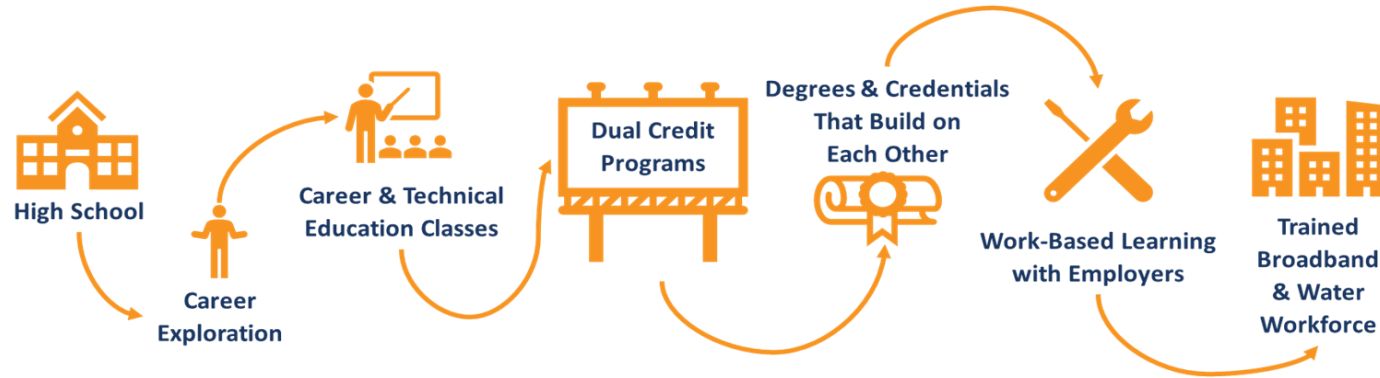 High School
Career
Exploration
Career & Technical
Education Classes
Dual Credit
Programs
Degrees & Credentials
That Build on
Each Other
Work-Based Learning
with Employers
Trained
Broadband
& Water
Workforce